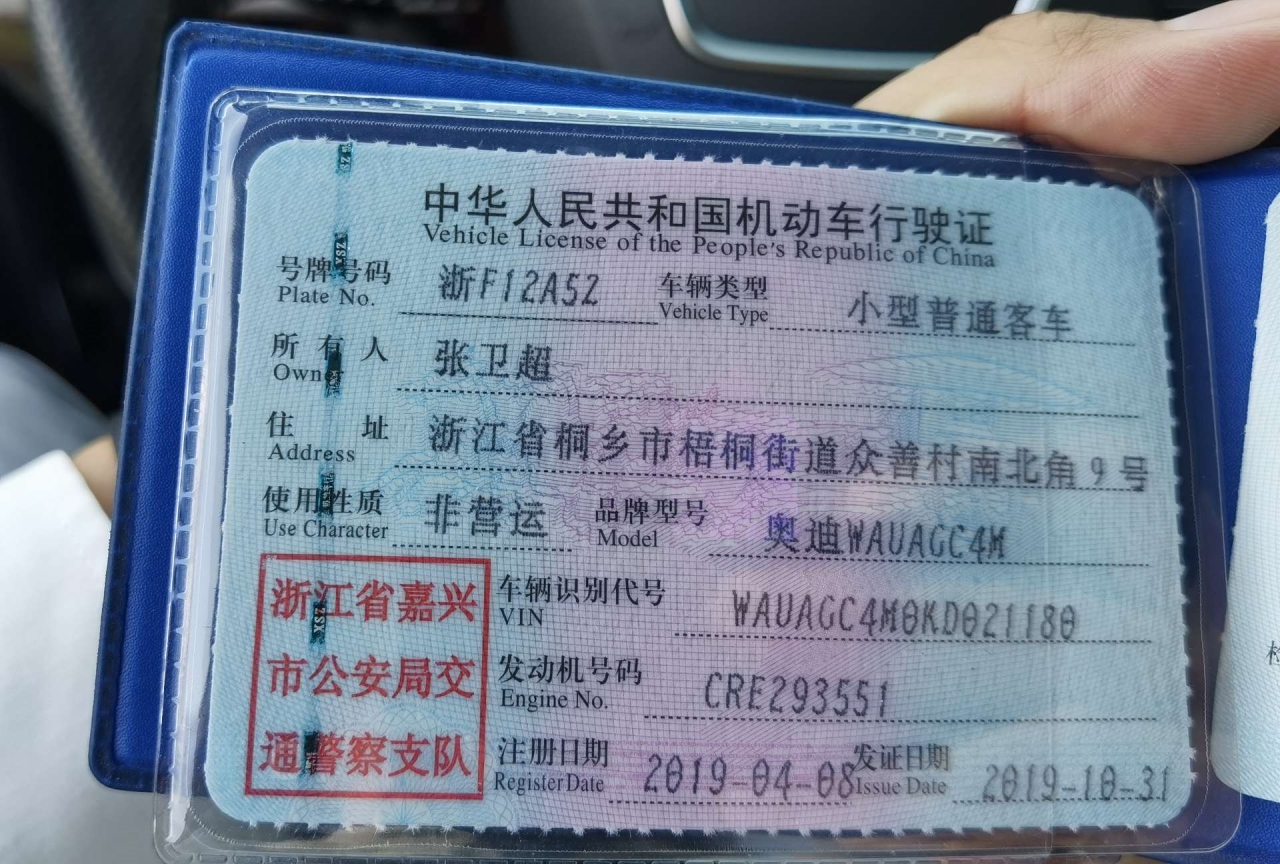 中华人民共和国机动车行驶证
Vehicle License of the People's Republic of China
号牌号码 浙F12A5Z 车辆类型 小型普通客车
Plate No. Vehicle Type
所有人 张卫超
Owner
住址 浙江省桐乡市梧桐街道众善村南北角9号
Address
使用性质 非营运 品牌型号 奥迪WAUAGC4M
Use Character Model
浙江省嘉兴
市公安局交
通警察支队
车辆识别代号 WAUAGC4M0KD021180
VIN
发动机号码 CRE293551
Engine No.
注册日期 2019-04-08 发证日期 2019-10-31
Register Date Issue Date